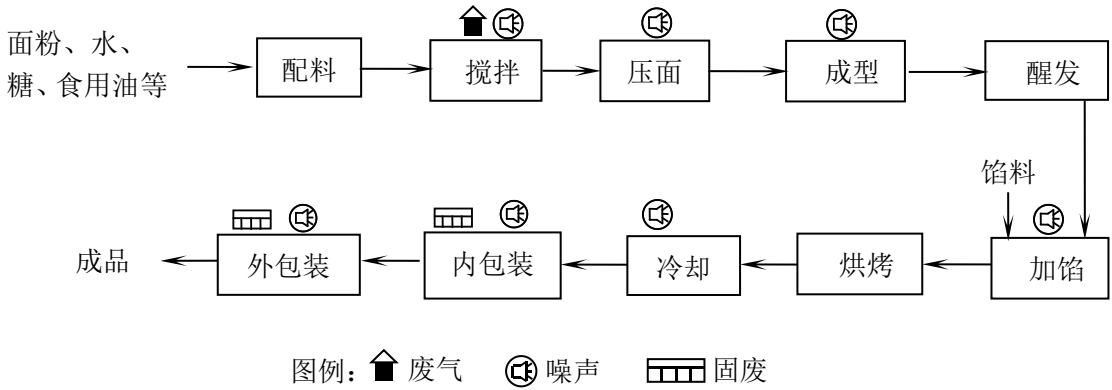 面粉、水、
糖、食用油等
配料
搅拌
压面
成型
醒发
馅料
加馅
烘烤
冷却
内包装
外包装
成品
图例：
废气
噪声
固废